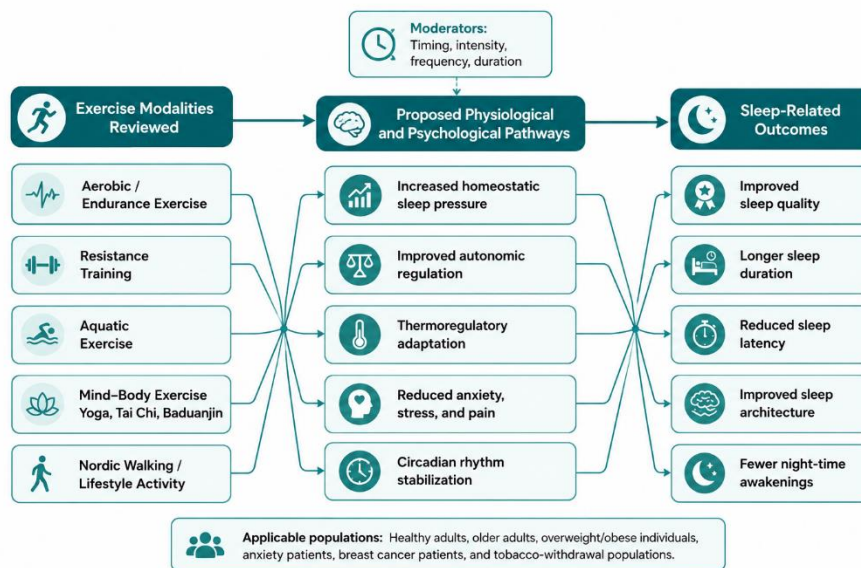 Moderators:
Timing, intensity,
frequency, duration
Exercise Modalities
Reviewed
Proposed Physiological
and Psychological Pathways
Sleep-Related
Outcomes
Aerobic /
Endurance Exercise
Resistance
Training
Aquatic
Exercise
Mind–Body Exercise
Yoga, Tai Chi, Baduanjin
Nordic Walking /
Lifestyle Activity
Increased homeostatic
sleep pressure
Improved autonomic
regulation
Thermoregulatory
adaptation
Reduced anxiety,
stress, and pain
Circadian rhythm
stabilization
Improved
sleep quality
Longer sleep
duration
Reduced sleep
latency
Improved sleep
architecture
Fewer night-time
awakenings
Applicable populations: Healthy adults, older adults, overweight/obese individuals,
anxiety patients, breast cancer patients, and tobacco-withdrawal populations.